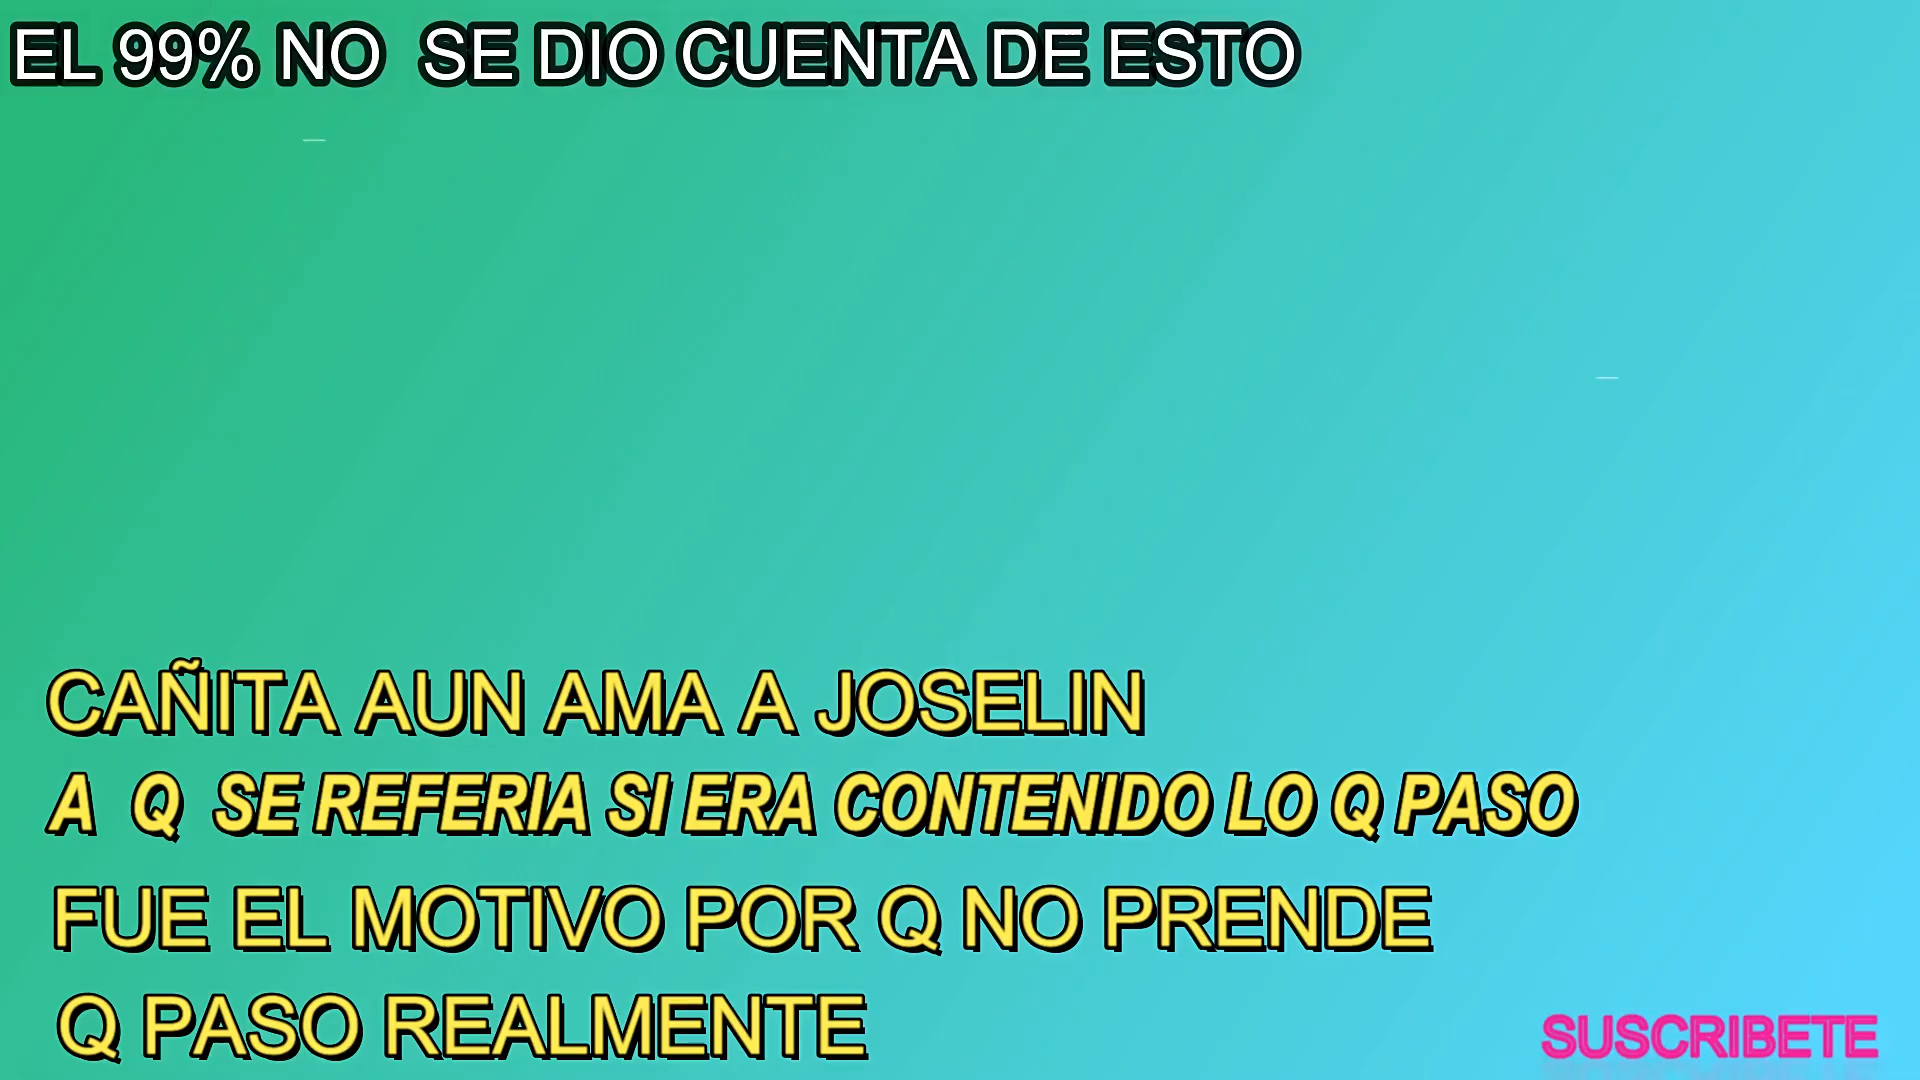 EL 99% NO SE DIO CUENTA DE ESTO
CAÑITA AUN AMA A JOSELIN
A Q SE REFERIA SI ERA CONTENIDO LO Q PASO
FUE EL MOTIVO POR Q NO PRENDE
Q PASO REALMENTE
SUSCRIBETE